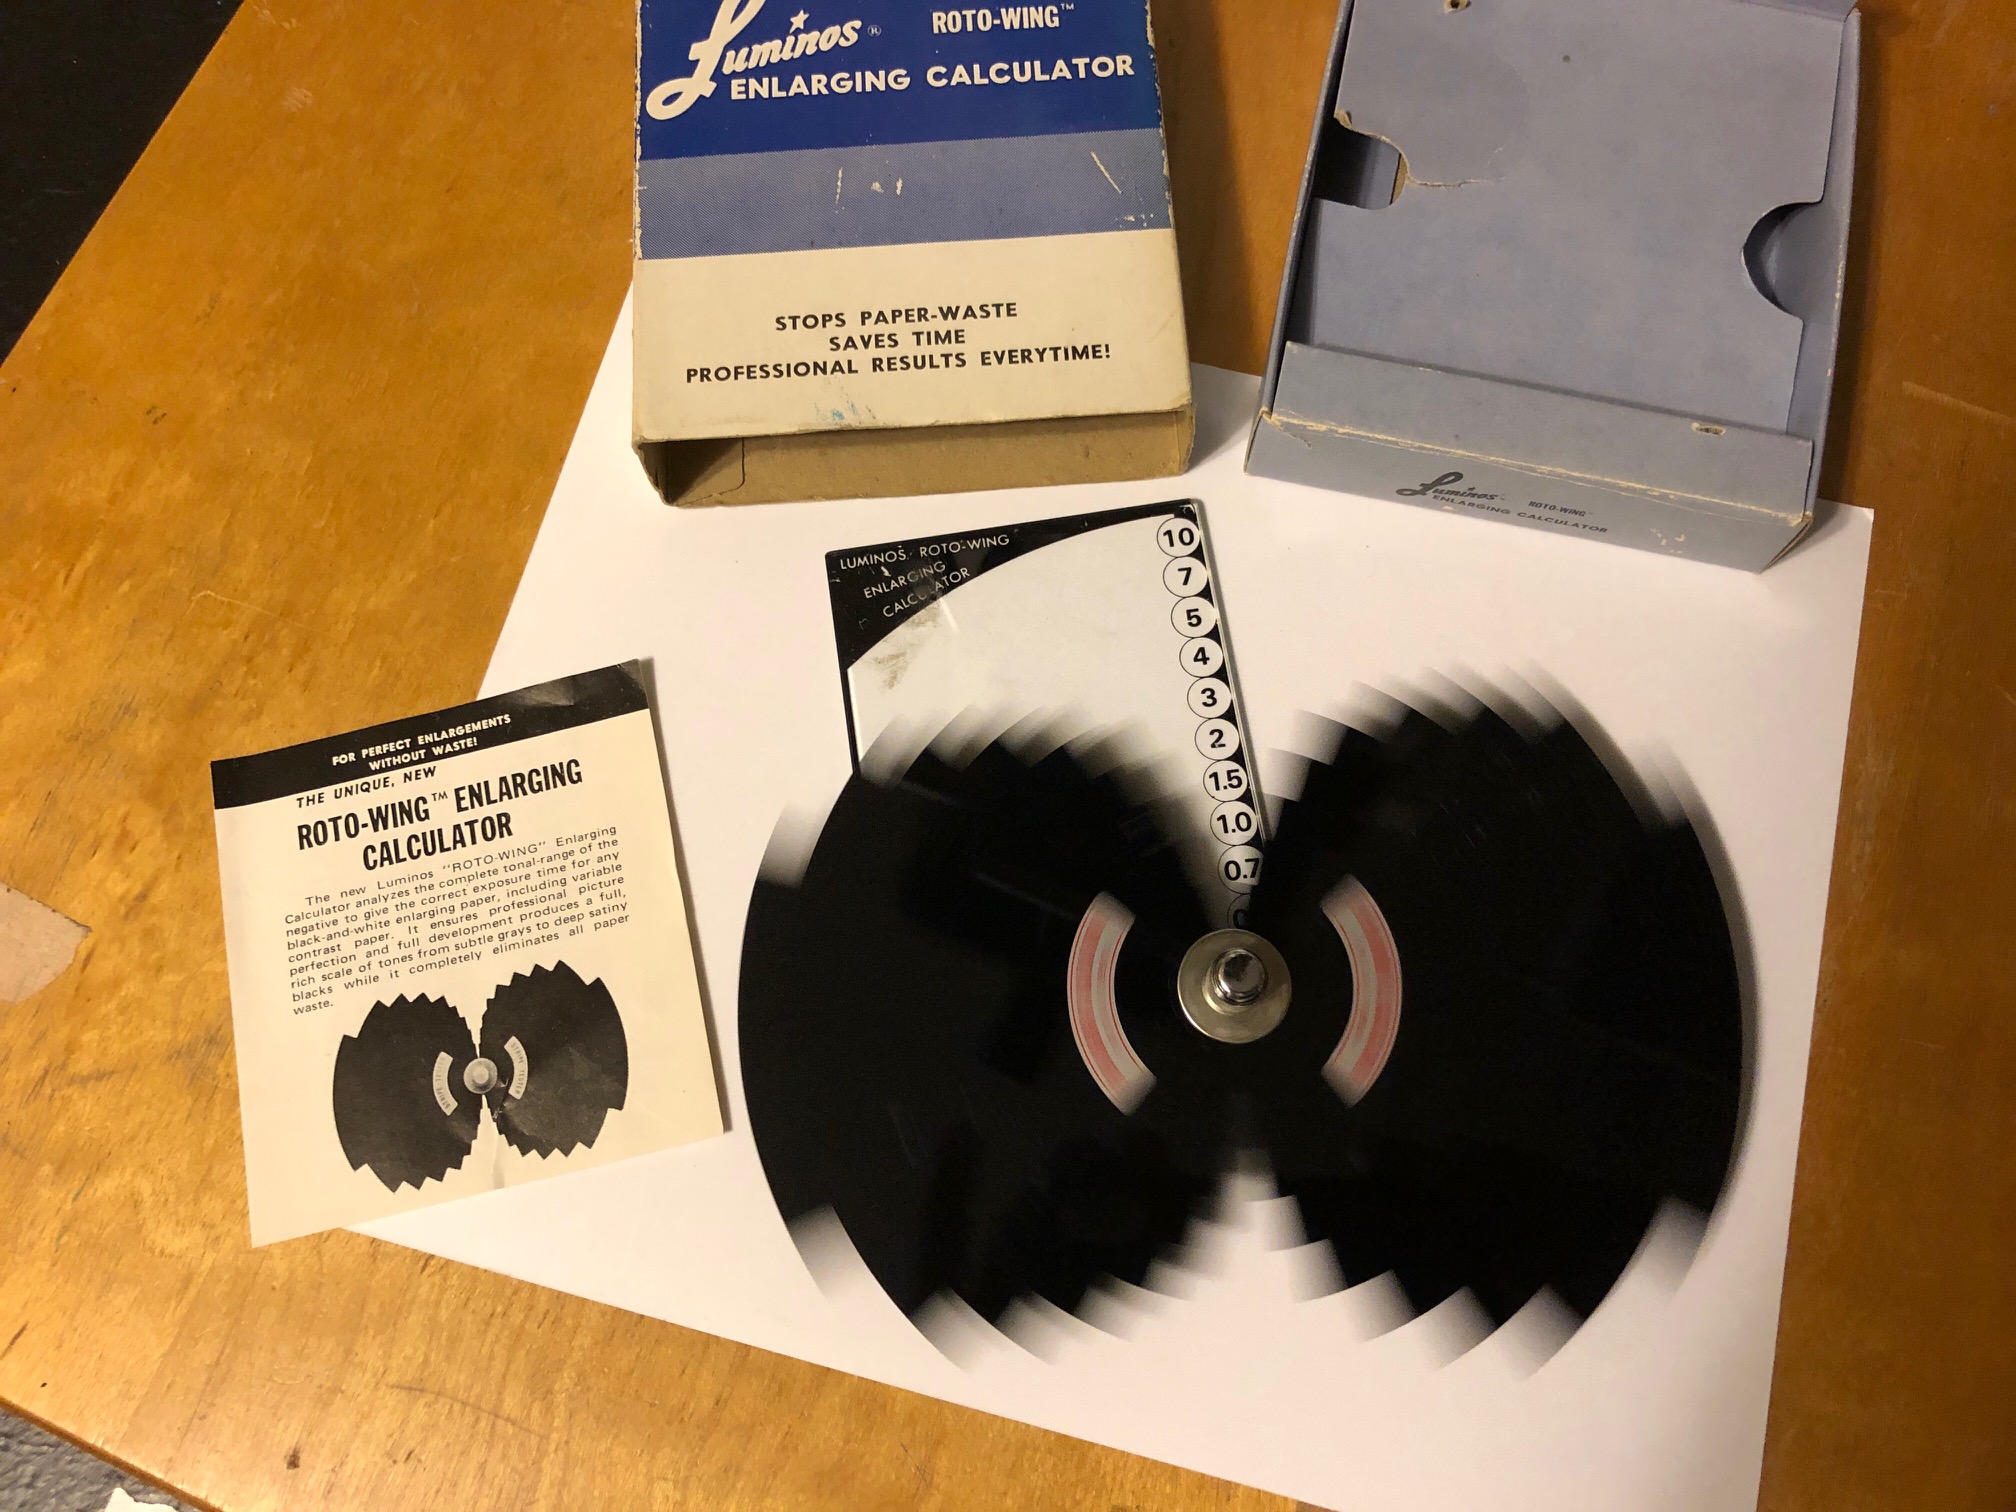 Luminos® ROTO-WING™
ENLARGING CALCULATOR
STOPS PAPER-WASTE
SAVES TIME
PROFESSIONAL RESULTS EVERYTIME!
Luminos ROTO-WING™
ENLARGING CALCULATOR
LUMINOS ROTO-WING
ENLARGING
CALCULATOR
10
7
5
4
3
2
1.5
1.0
0.7
FOR PERFECT ENLARGEMENTS
WITHOUT WASTE!
THE UNIQUE, NEW
ROTO-WING™ ENLARGING
CALCULATOR
The new Luminos "ROTO-WING" Enlarging
Calculator analyzes the complete tonal-range of the
negative to give the correct exposure time for any
black-and-white enlarging paper, including variable
contrast paper. It ensures professional picture
perfection and full development produces a full,
rich scale of tones from subtle grays to deep satiny
blacks while it completely eliminates all paper
waste.